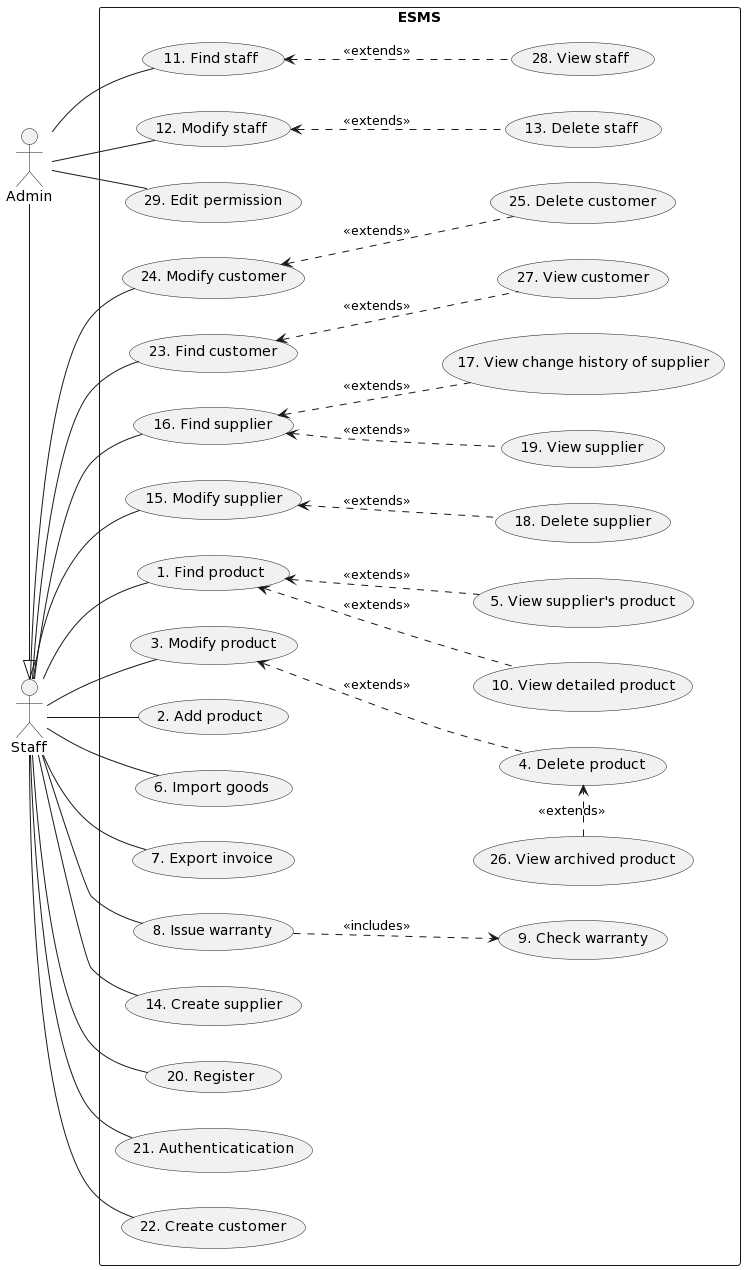 ESMS
11. Find staff
«extends»
28. View staff
12. Modify staff
«extends»
13. Delete staff
Admin
29. Edit permission
25. Delete customer
«extends»
24. Modify customer
27. View customer
«extends»
23. Find customer
17. View change history of supplier
«extends»
16. Find supplier
«extends»
19. View supplier
15. Modify supplier
«extends»
18. Delete supplier
1. Find product
«extends»
5. View supplier's product
«extends»
3. Modify product
10. View detailed product
«extends»
2. Add product
Staff
4. Delete product
6. Import goods
«extends»
7. Export invoice
26. View archived product
8. Issue warranty
«includes»
9. Check warranty
14. Create supplier
20. Register
21. Authenticatication
22. Create customer